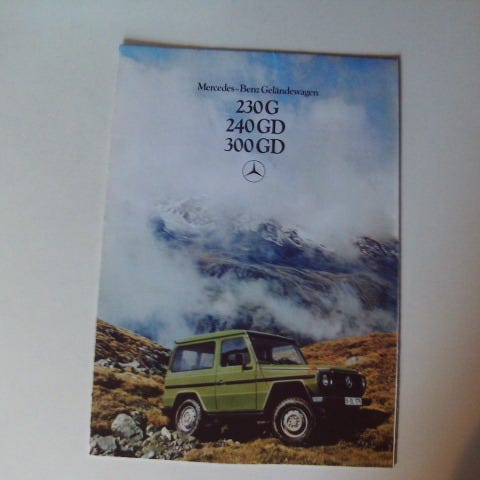 Mercedes-Benz Geländewagen
230 G
240 GD
300 GD